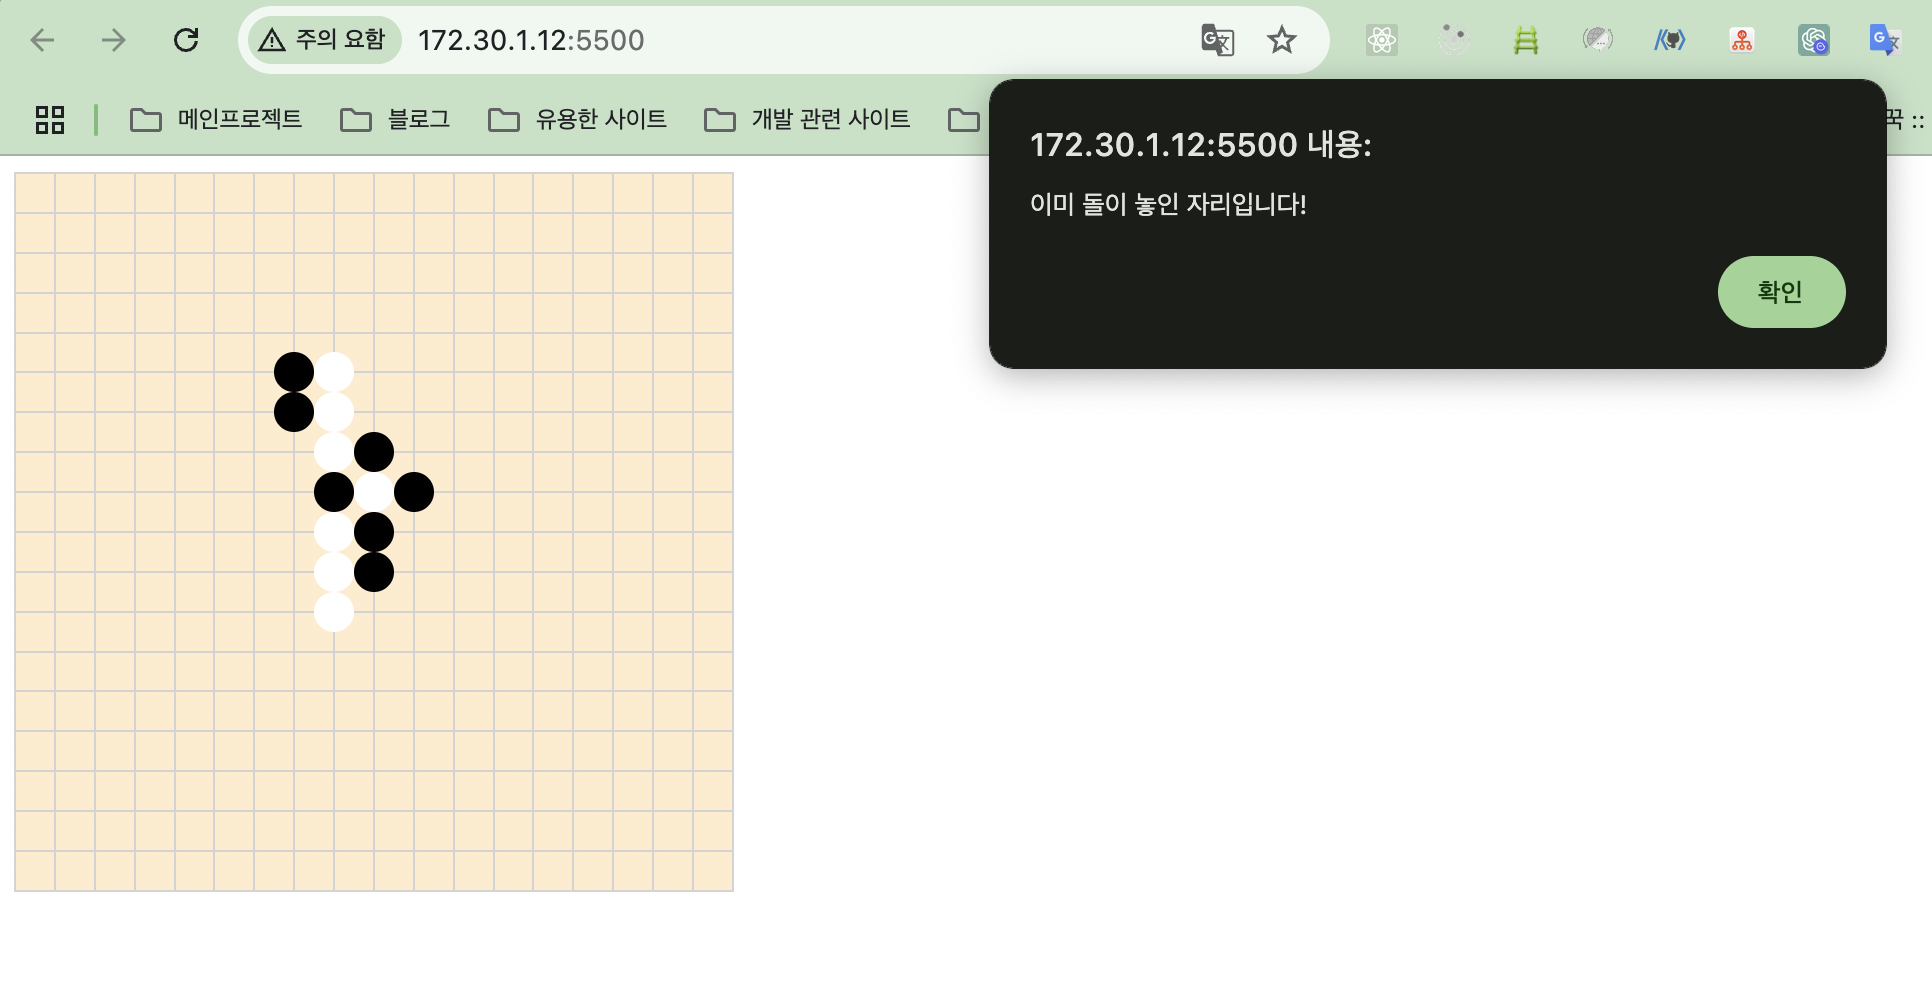 주의 요함
172.30.1.12:5500
메인프로젝트
블로그
유용한 사이트
개발 관련 사이트
꾹 ::
172.30.1.12:5500 내용:
이미 돌이 놓인 자리입니다!
확인